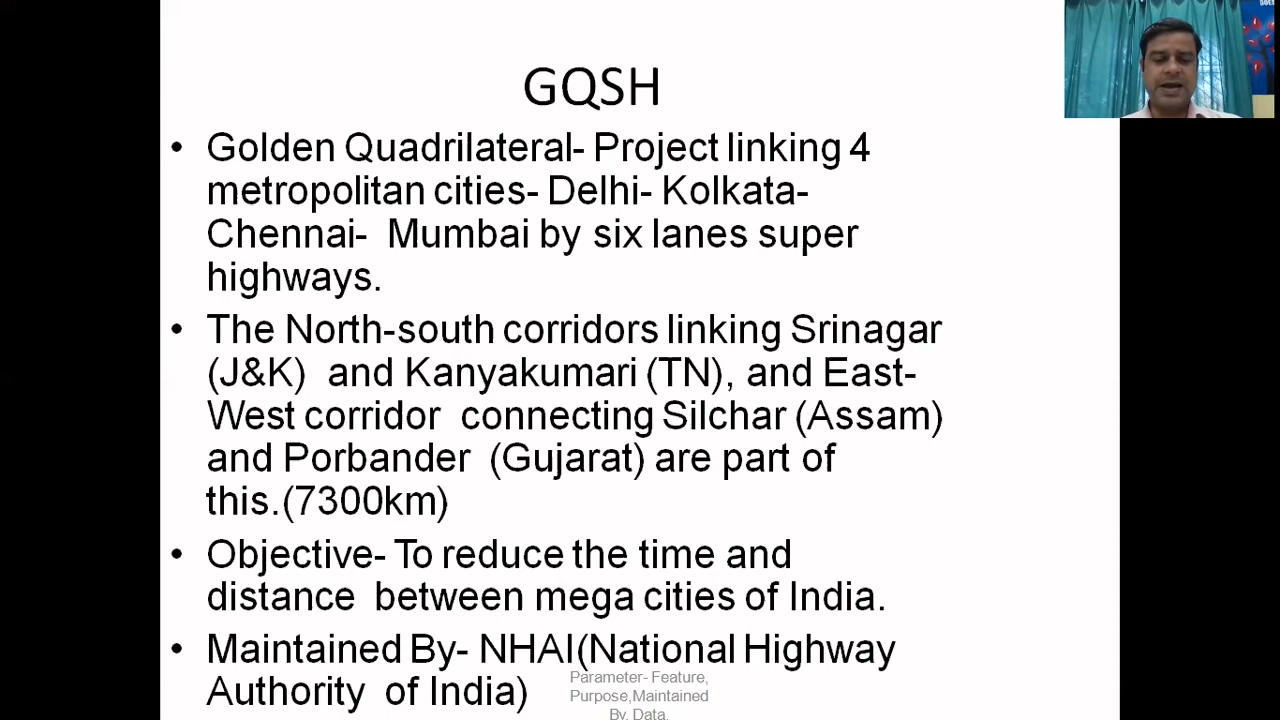 GQSH
• Golden Quadrilateral- Project linking 4
metropolitan cities- Delhi- Kolkata-
Chennai- Mumbai by six lanes super
highways.
• The North-south corridors linking Srinagar
(J&K) and Kanyakumari (TN), and East-
West corridor connecting Silchar (Assam)
and Porbander (Gujarat) are part of
this.(7300km)
• Objective- To reduce the time and
distance between mega cities of India.
• Maintained By- NHAI(National Highway
Authority of India)
Parameter- Feature,
Purpose,Maintained
By, Data,